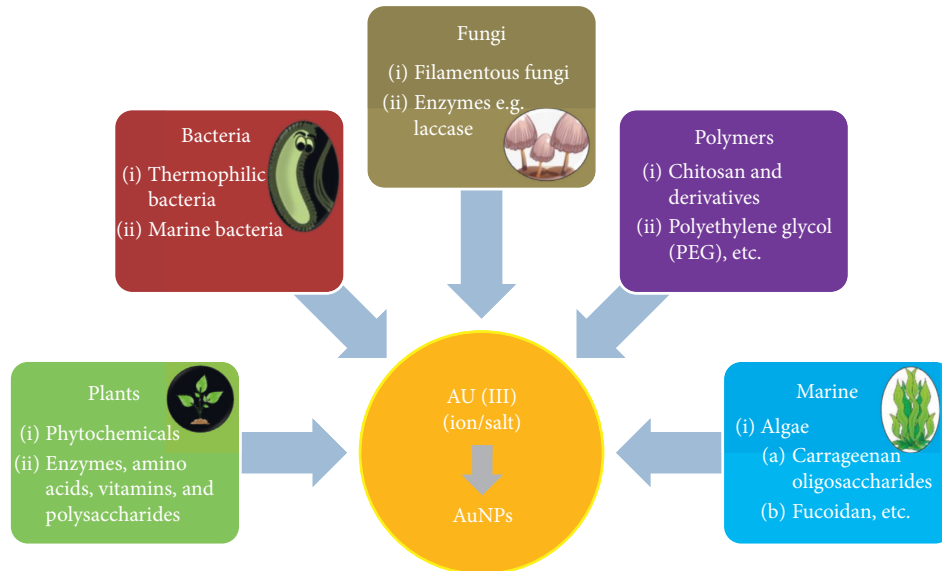 Fungi
(i) Filamentous fungi
(ii) Enzymes e.g.
laccase
Bacteria
(i) Thermophilic
bacteria
(ii) Marine bacteria
Polymers
(i) Chitosan and
derivatives
(ii) Polyethylene glycol
(PEG), etc.
Plants
(i) Phytochemicals
(ii) Enzymes, amino
acids, vitamins, and
polysaccharides
AU (III)
(ion/salt)
AuNPs
Marine
(i) Algae
(a) Carrageenan
oligosaccharides
(b) Fucoidan, etc.